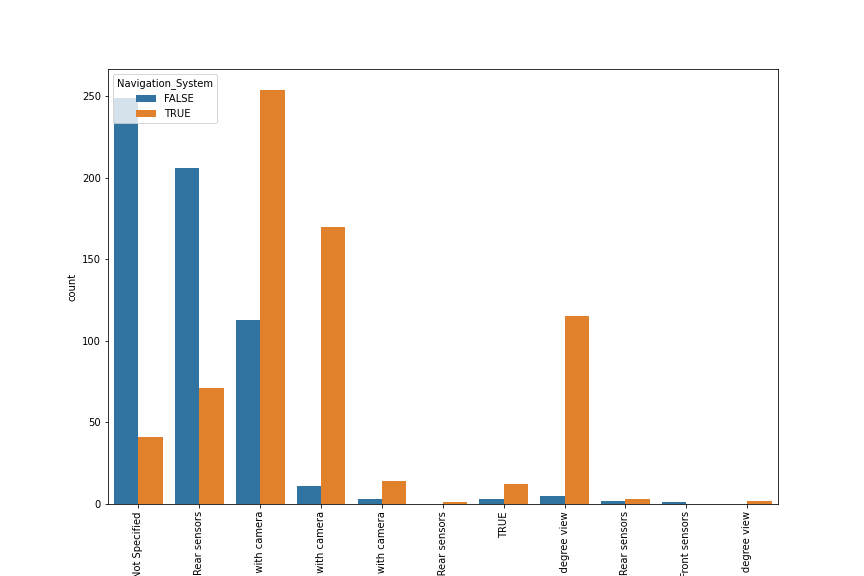 Navigation_System
FALSE
TRUE
250
200
150
100
50
0
count
Not Specified
Rear sensors
with camera
with camera
with camera
Rear sensors
TRUE
degree view
Rear sensors
Front sensors
degree view